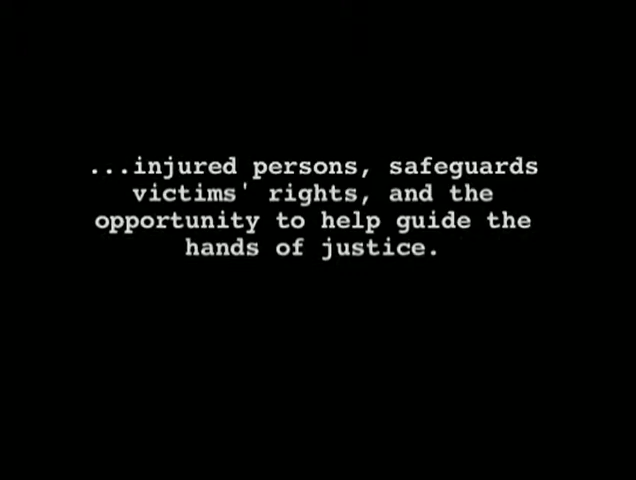 ...injured persons, safeguards
victims' rights, and the
opportunity to help guide the
hands of justice.